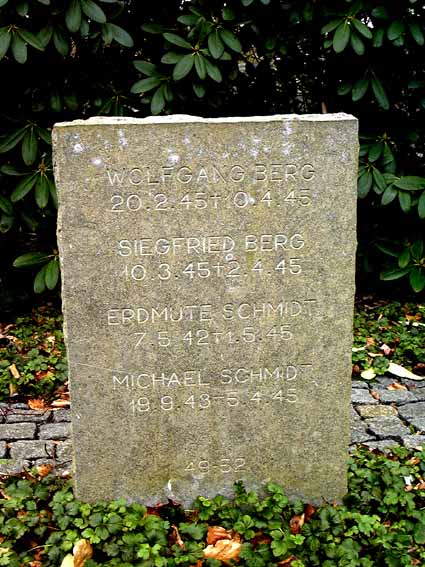 WOLFGANG BERG
20.2.45†10.4.45
SIEGFRIED BERG
10.3.45†2.4.45
ERDMUTE SCHMIDT
7.5.42†1.5.45
MICHAEL SCHMIDT
19.9.43†5.4.45
49-52